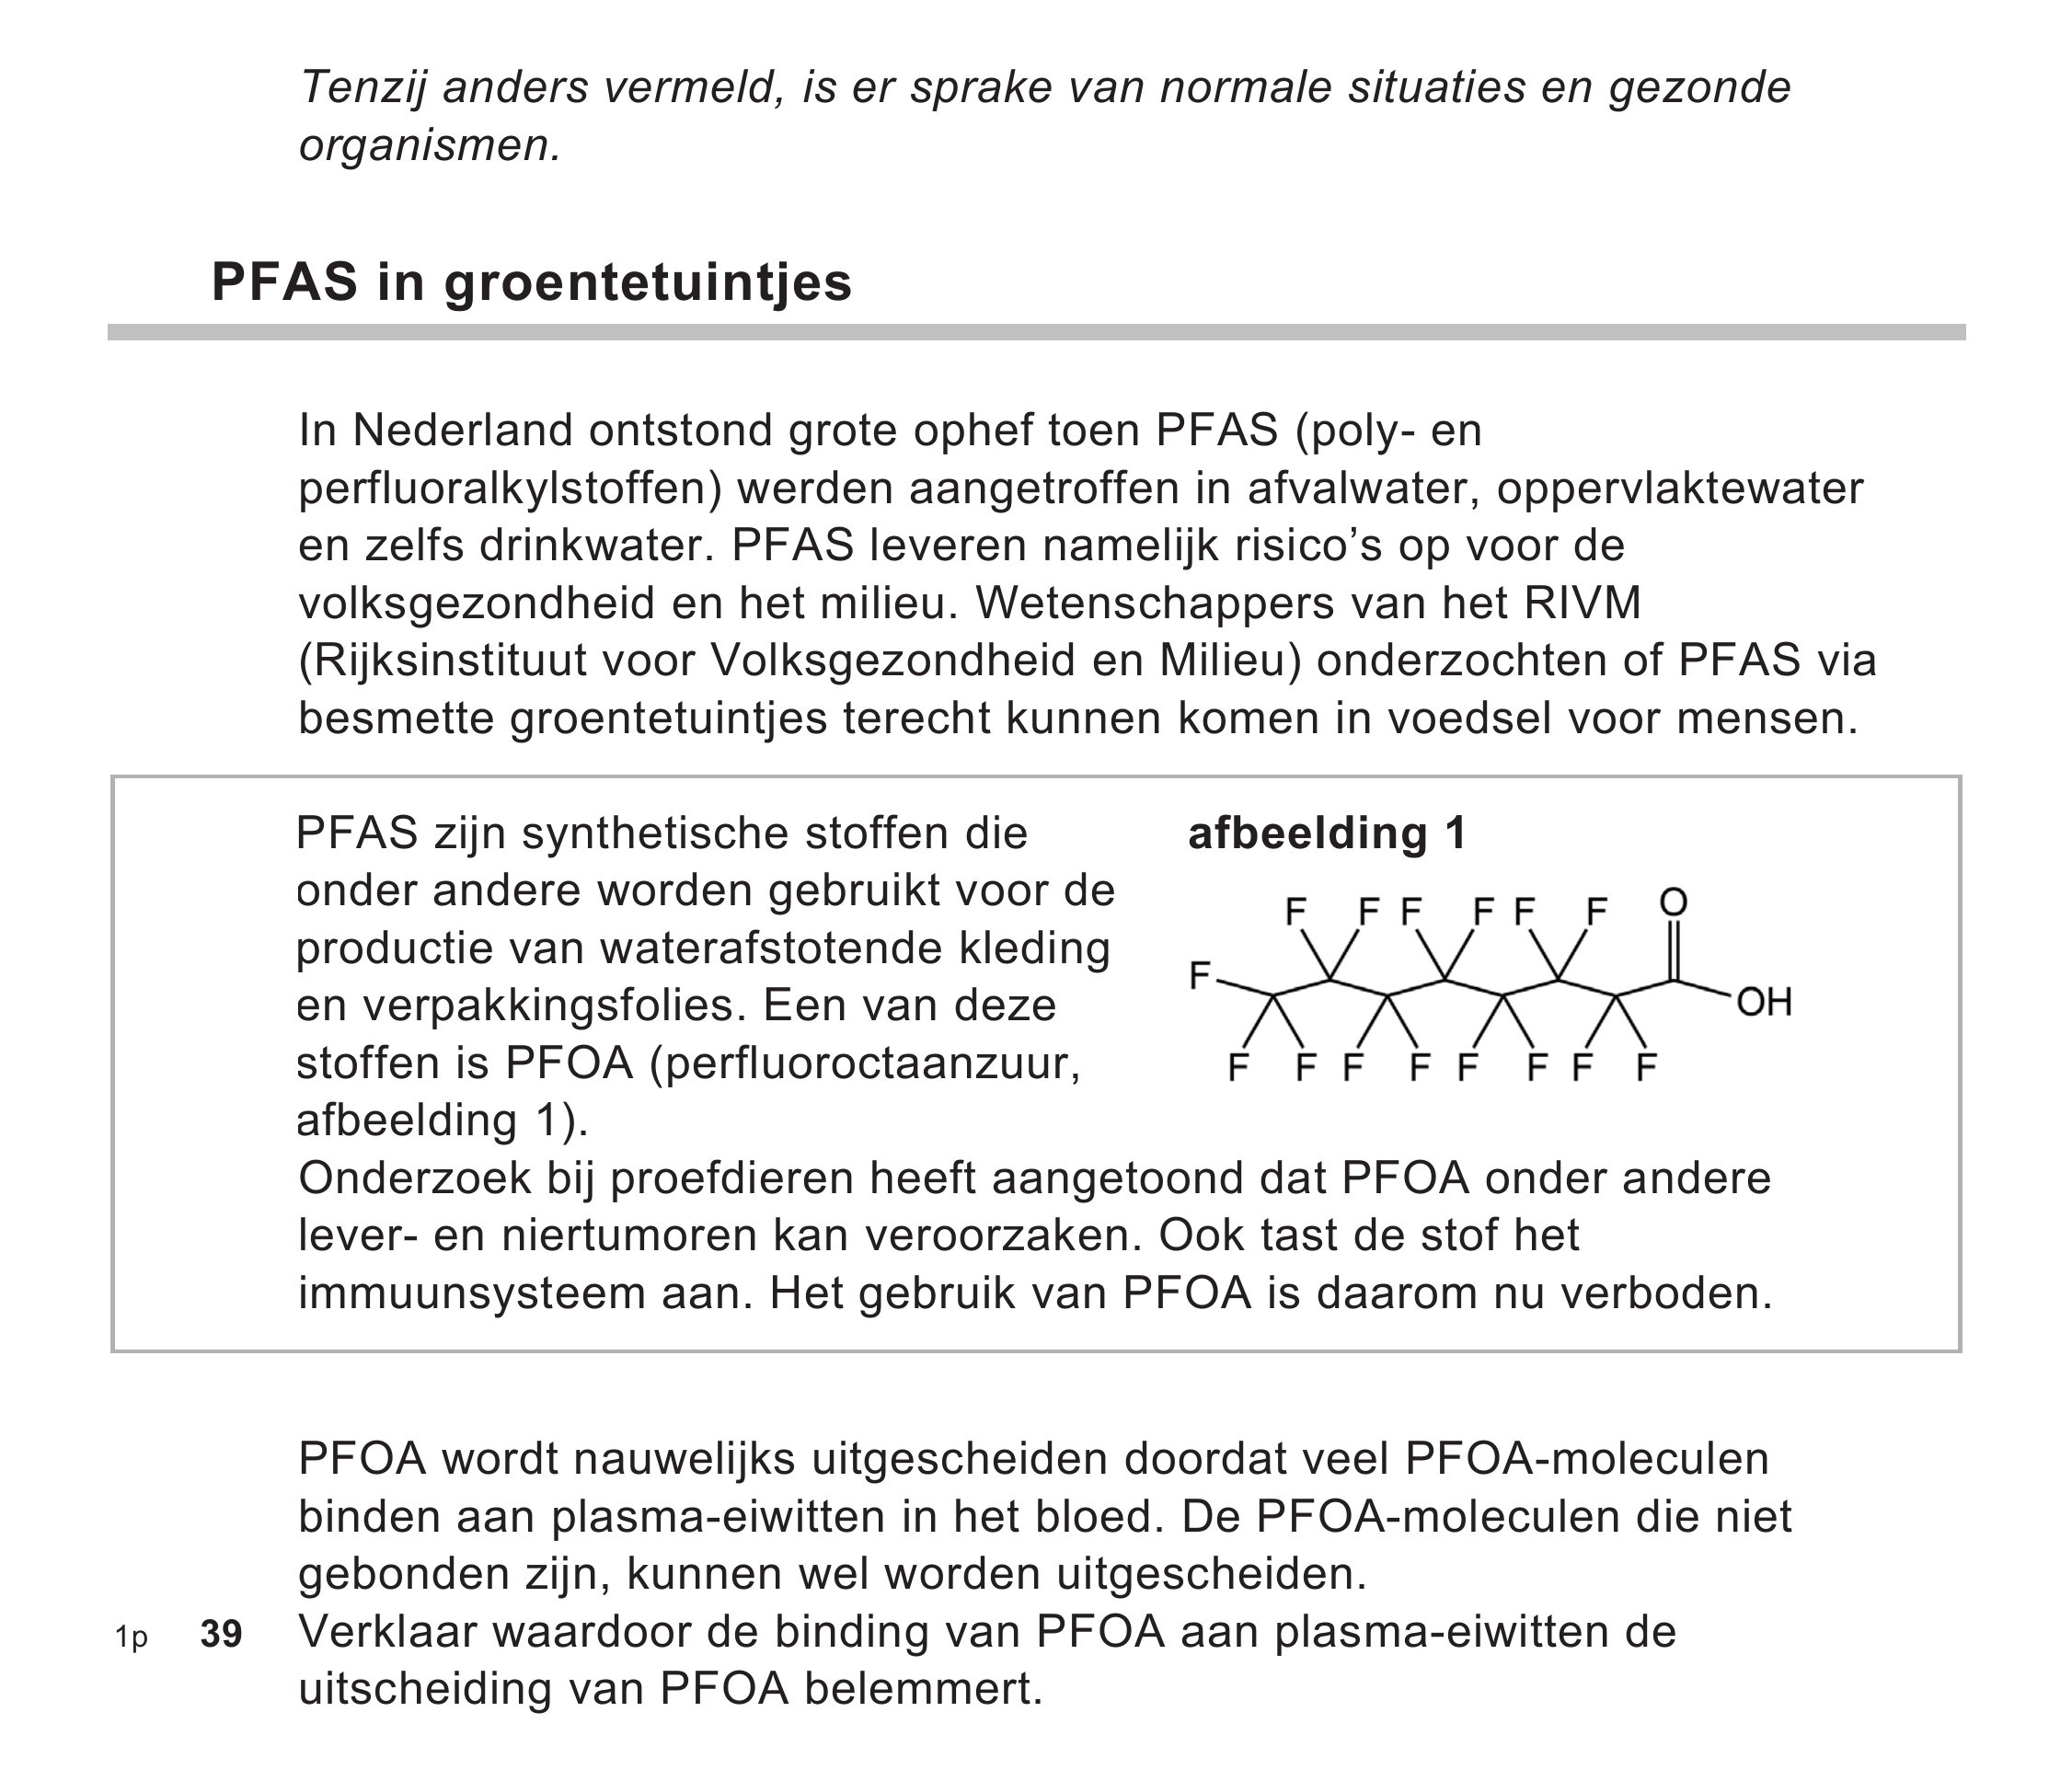 Tenzij anders vermeld, is er sprake van normale situaties en gezonde
organismen.
PFAS in groentetuintjes
In Nederland ontstond grote ophef toen PFAS (poly- en
perfluoralkylstoffen) werden aangetroffen in afvalwater, oppervlaktewater
en zelfs drinkwater. PFAS leveren namelijk risico’s op voor de
volksgezondheid en het milieu. Wetenschappers van het RIVM
(Rijksinstituut voor Volksgezondheid en Milieu) onderzochten of PFAS via
besmette groentetuintjes terecht kunnen komen in voedsel voor mensen.
PFAS zijn synthetische stoffen die
onder andere worden gebruikt voor de
productie van waterafstotende kleding
en verpakkingsfolies. Een van deze
stoffen is PFOA (perfluoroctaanzuur,
afbeelding 1).
afbeelding 1
F F F F F F O
F
OH
F F F F F F F F
Onderzoek bij proefdieren heeft aangetoond dat PFOA onder andere
lever- en niertumoren kan veroorzaken. Ook tast de stof het
immuunsysteem aan. Het gebruik van PFOA is daarom nu verboden.
PFOA wordt nauwelijks uitgescheiden doordat veel PFOA-moleculen
binden aan plasma-eiwitten in het bloed. De PFOA-moleculen die niet
gebonden zijn, kunnen wel worden uitgescheiden.
1p 39 Verklaar waardoor de binding van PFOA aan plasma-eiwitten de
uitscheiding van PFOA belemmert.